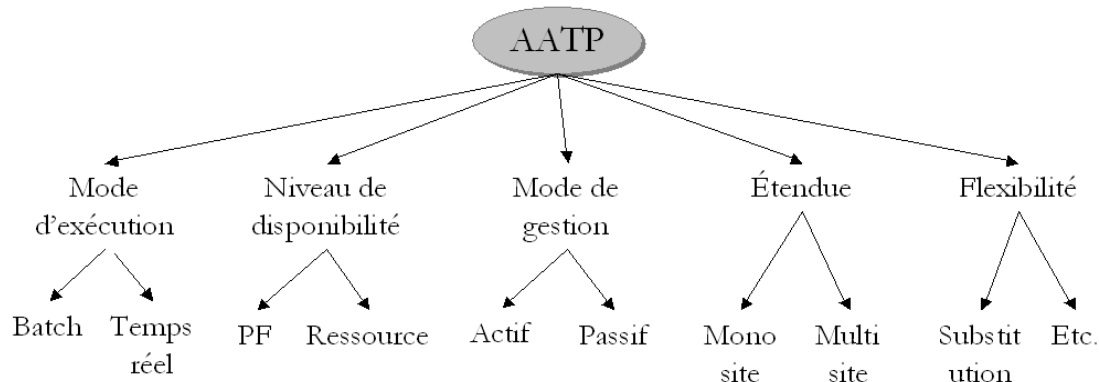 AATP
Mode
d'exécution
Niveau de
disponibilité
Mode de
gestion
Étendue
Flexibilité
Batch
Temps
réel
PF
Ressource
Actif
Passif
Mono
site
Multi
site
Substit
ution
Etc.